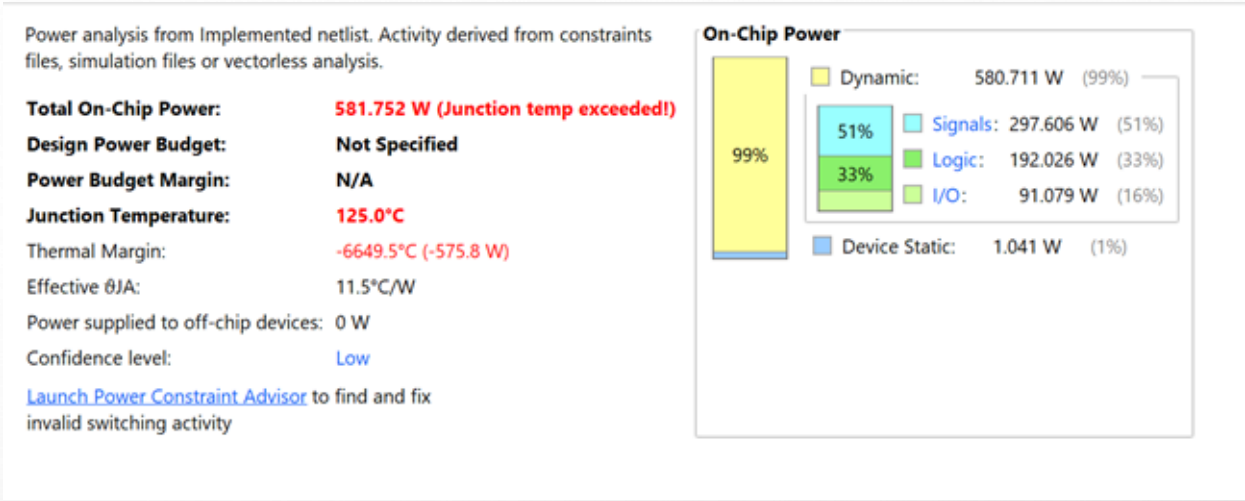 Power analysis from Implemented netlist. Activity derived from constraints
files, simulation files or vectorless analysis.
Total On-Chip Power: 581.752 W (Junction temp exceeded!)
Design Power Budget: Not Specified
Power Budget Margin: N/A
Junction Temperature: 125.0°C
Thermal Margin: -6649.5°C (-575.8 W)
Effective ϑJA: 11.5°C/W
Power supplied to off-chip devices: 0 W
Confidence level: Low
Launch Power Constraint Advisor to find and fix
invalid switching activity
On-Chip Power
99%
Dynamic: 580.711 W (99%)
51%
33%
Signals: 297.606 W (51%)
Logic: 192.026 W (33%)
I/O: 91.079 W (16%)
Device Static: 1.041 W (1%)